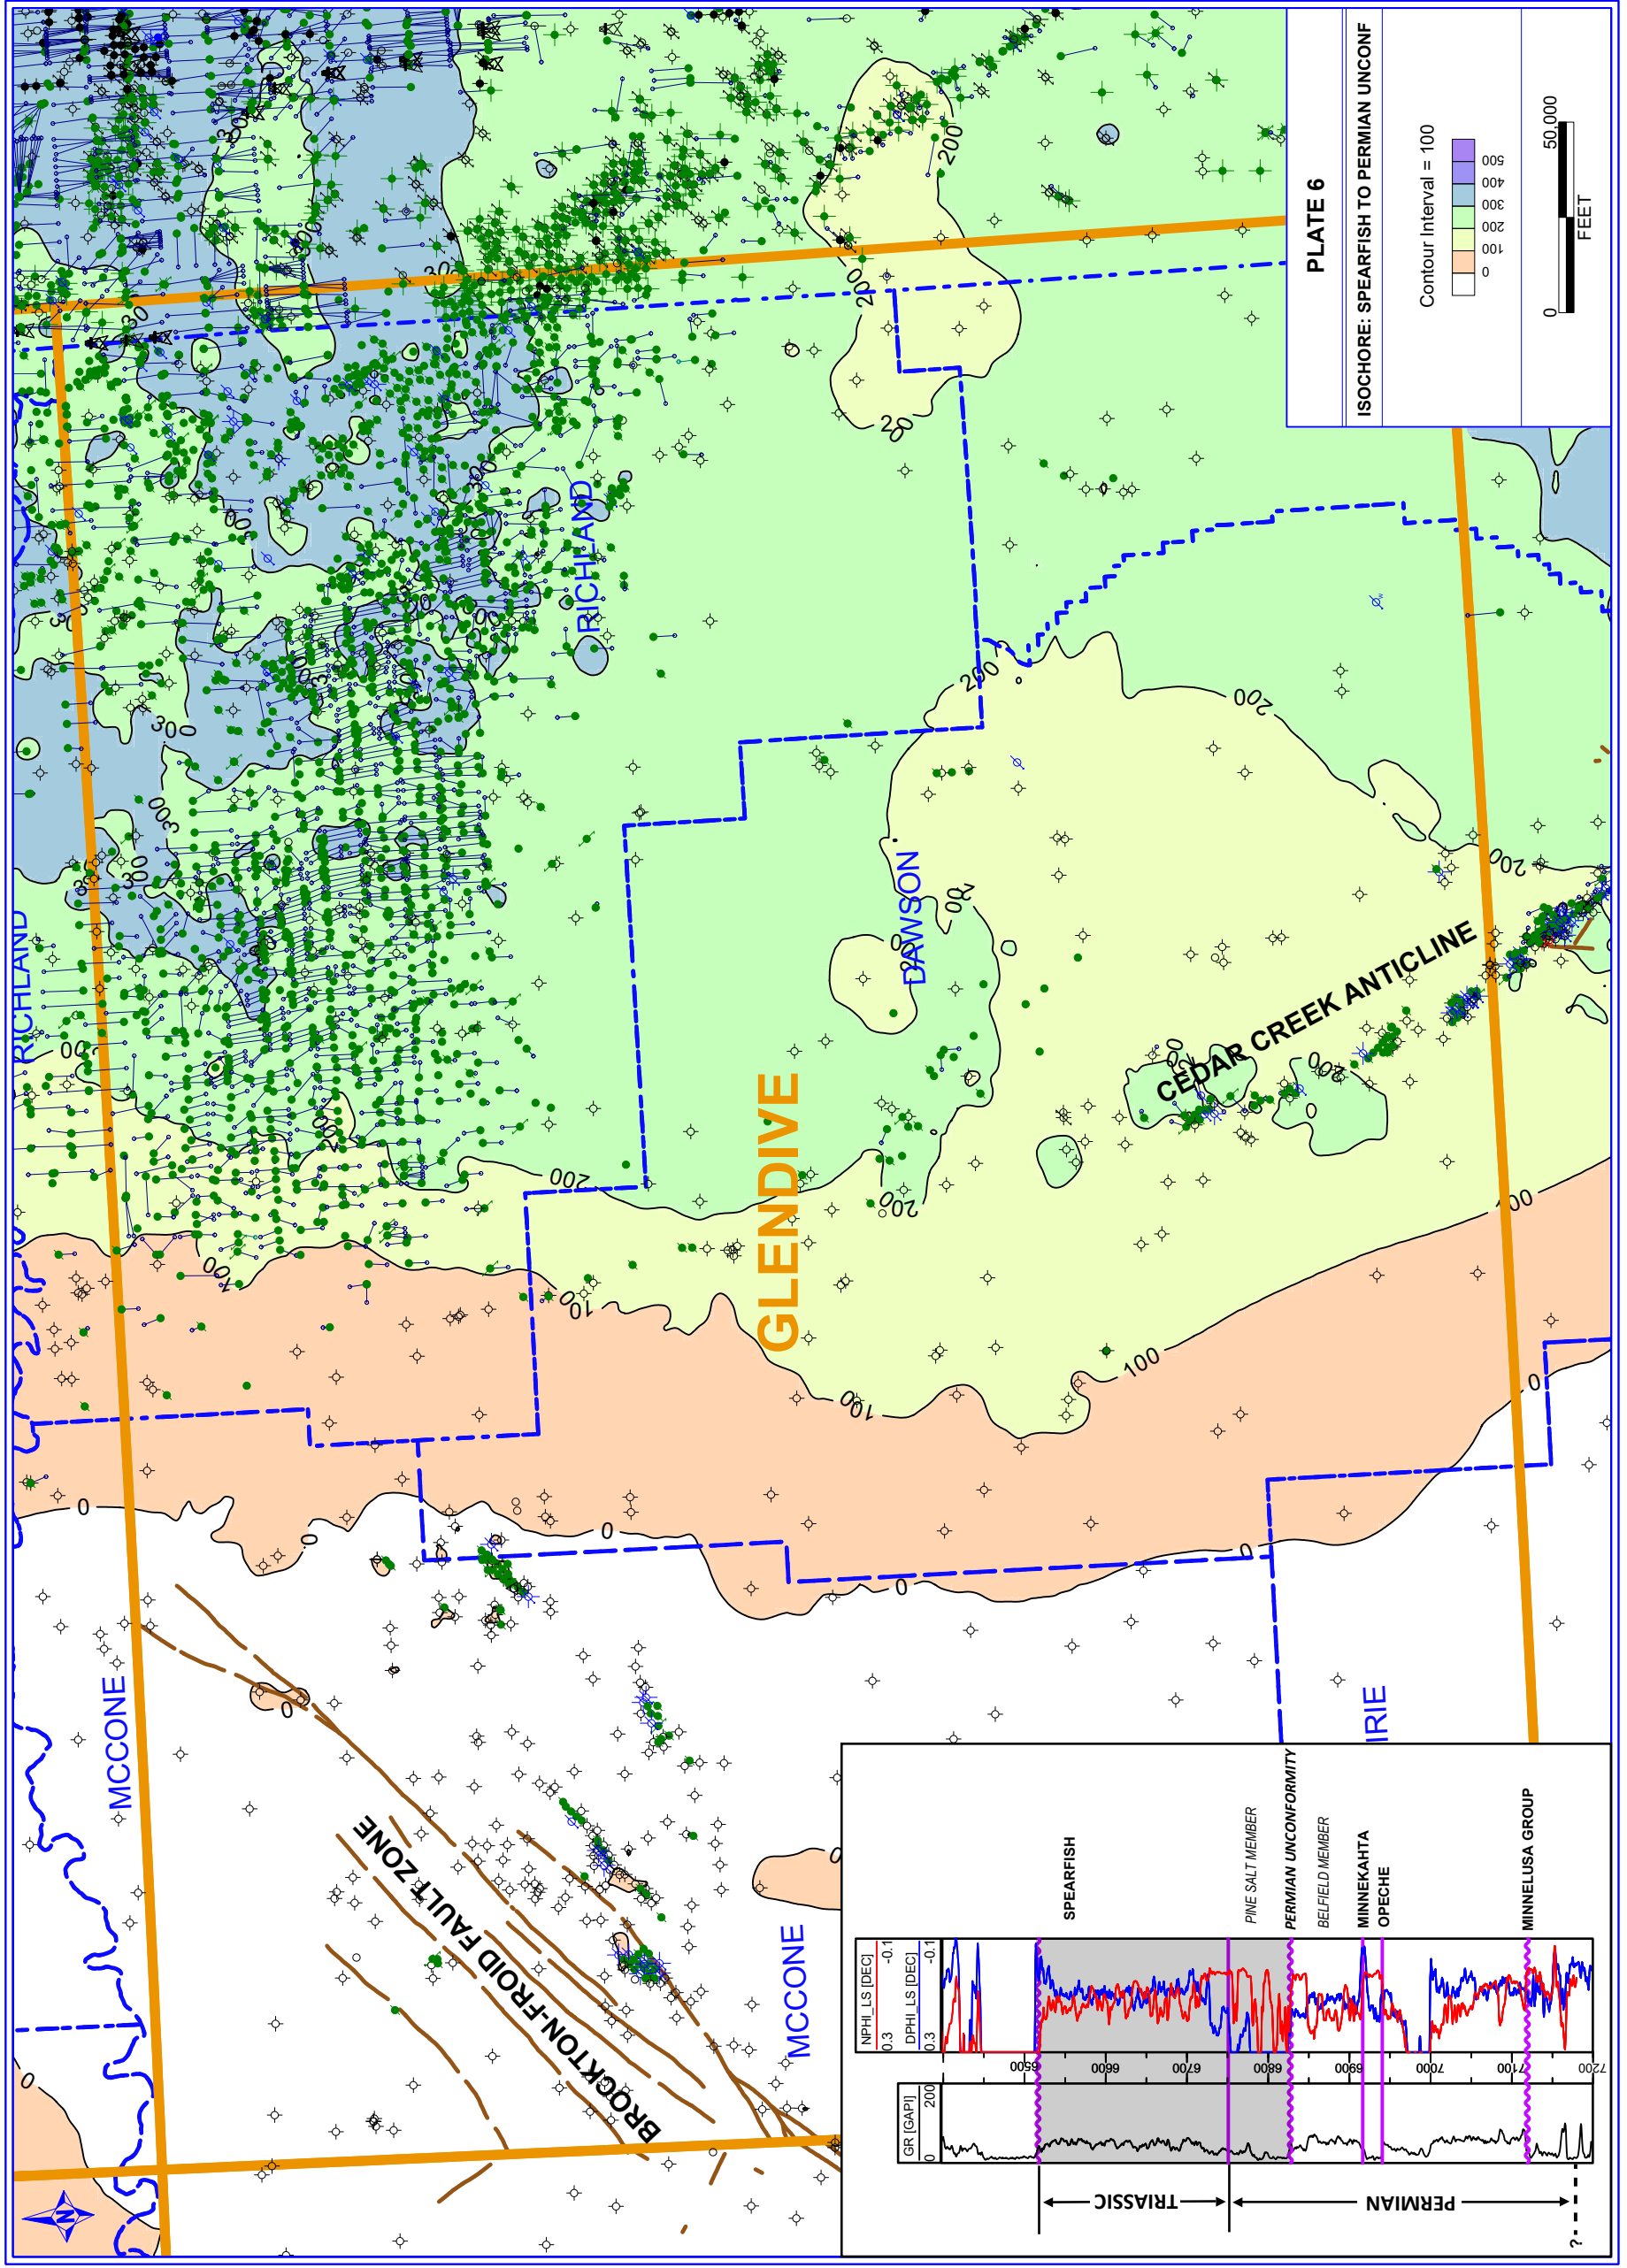 PLATE 6
ISOCHORE: SPEARFISH TO PERMIAN UNCONF
Contour Interval = 100
0
100
200
300
400
500
0
50,000
FEET
RICHLAND
RICHLAND
DAWSON
GLENDIVE
CEDAR CREEK ANTICLINE
MCCONE
MCCONE
BROCKTON-FROID FAULT ZONE
IRIE
N
300
300
200
200
200
200
200
200
100
100
100
100
0
0
0
0
0
0
0
GR [GAPI]
0 200
NPHI_LS [DEC]
0.3 -0.1
DPHI_LS [DEC]
0.3 -0.1
6500
6600
6700
6800
6900
7000
7100
7200
SPEARFISH
PINE SALT MEMBER
PERMIAN UNCONFORMITY
BELFIELD MEMBER
MINNEKAHTA
OPECHE
MINNELUSA GROUP
TRIASSIC
PERMIAN
?